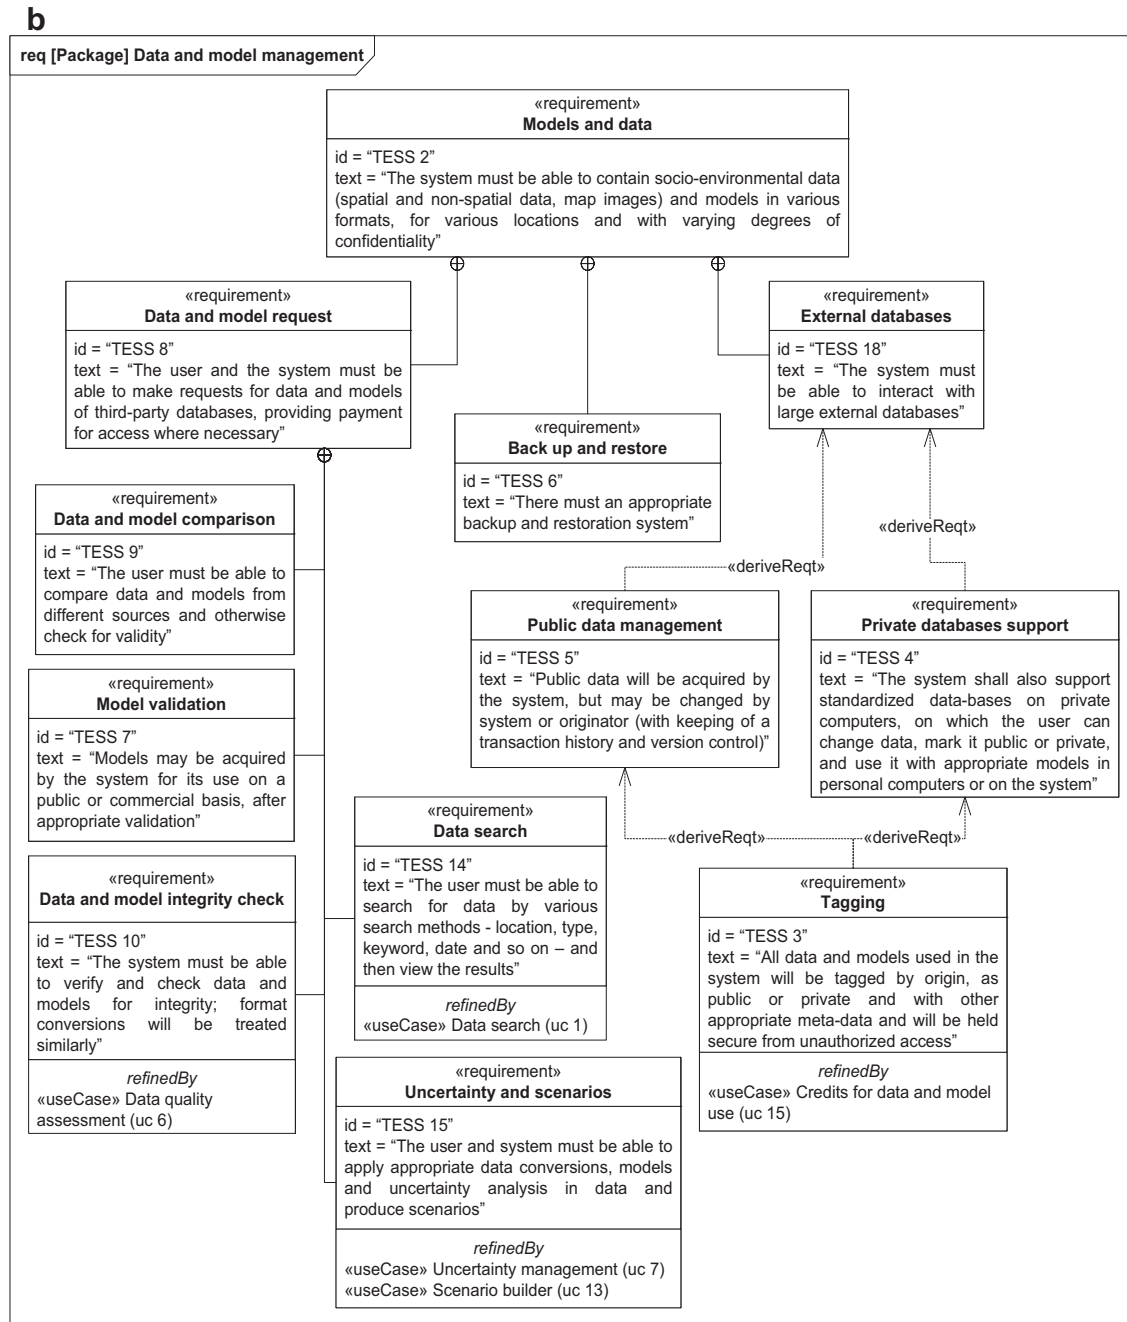 b
req [Package] Data and model management
«requirement»
Models and data
id = “TESS 2”
text = “The system must be able to contain socio-environmental data
(spatial and non-spatial data, map images) and models in various
formats, for various locations and with varying degrees of
confidentiality”
«requirement»
Data and model request
id = “TESS 8”
text = “The user and the system must be
able to make requests for data and models
of third-party databases, providing payment
for access where necessary”
«requirement»
External databases
id = “TESS 18”
text = “The system must
be able to interact with
large external databases”
«requirement»
Back up and restore
id = “TESS 6”
text = “There must an appropriate
backup and restoration system”
«requirement»
Data and model comparison
id = “TESS 9”
text = “The user must be able to
compare data and models from
different sources and otherwise
check for validity”
«deriveReqt»
«deriveReqt»
«requirement»
Public data management
id = “TESS 5”
text = “Public data will be acquired by
the system, but may be changed by
system or originator (with keeping of a
transaction history and version control)”
«requirement»
Private databases support
id = “TESS 4”
text = “The system shall also support
standardized data-bases on private
computers, on which the user can
change data, mark it public or private,
and use it with appropriate models in
personal computers or on the system”
«requirement»
Model validation
id = “TESS 7”
text = “Models may be acquired
by the system for its use on a
public or commercial basis, after
appropriate validation”
«requirement»
Data search
id = “TESS 14”
text = “The user must be able to
search for data by various
search methods - location, type,
keyword, date and so on – and
then view the results”
refinedBy
«useCase» Data search (uc 1)
«deriveReqt»
«deriveReqt»
«requirement»
Data and model integrity check
id = “TESS 10”
text = “The system must be able
to verify and check data and
models for integrity; format
conversions will be treated
similarly”
refinedBy
«useCase» Data quality
assessment (uc 6)
«requirement»
Tagging
id = “TESS 3”
text = “All data and models used in the
system will be tagged by origin, as
public or private and with other
appropriate meta-data and will be held
secure from unauthorized access”
refinedBy
«useCase» Credits for data and model
use (uc 15)
«requirement»
Uncertainty and scenarios
id = “TESS 15”
text = “The user and system must be able to
apply appropriate data conversions, models
and uncertainty analysis in data and
produce scenarios”
refinedBy
«useCase» Uncertainty management (uc 7)
«useCase» Scenario builder (uc 13)